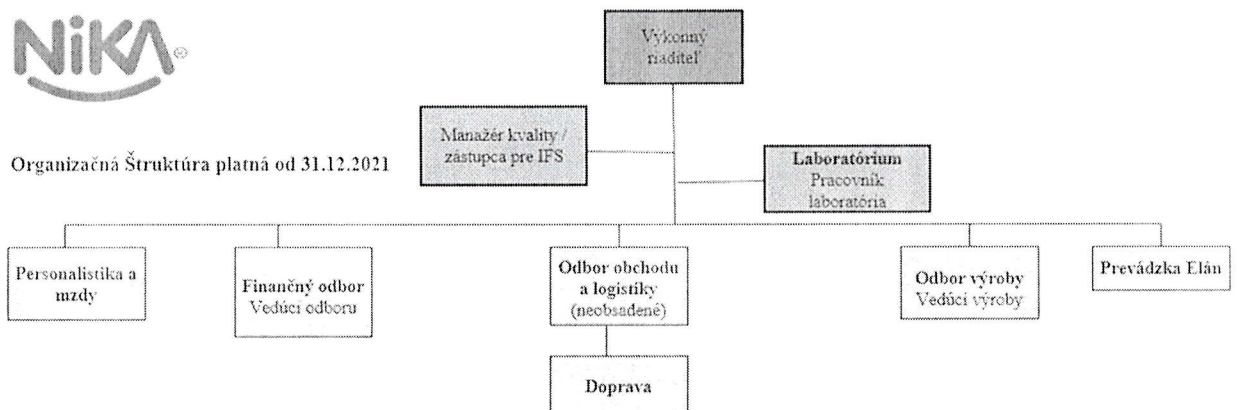 NiKA®
Výkonný
riaditeľ
Manažér kvality /
zástupca pre IFS
Organizačná Štruktúra platná od 31.12.2021
Laboratórium
Pracovník
laboratória
Personalistika a
mzdy
Finančný odbor
Vedúci odboru
Odbor obchodu
a logistiky
(neobsadené)
Odbor výroby
Vedúci výroby
Prevádzka Elán
Doprava